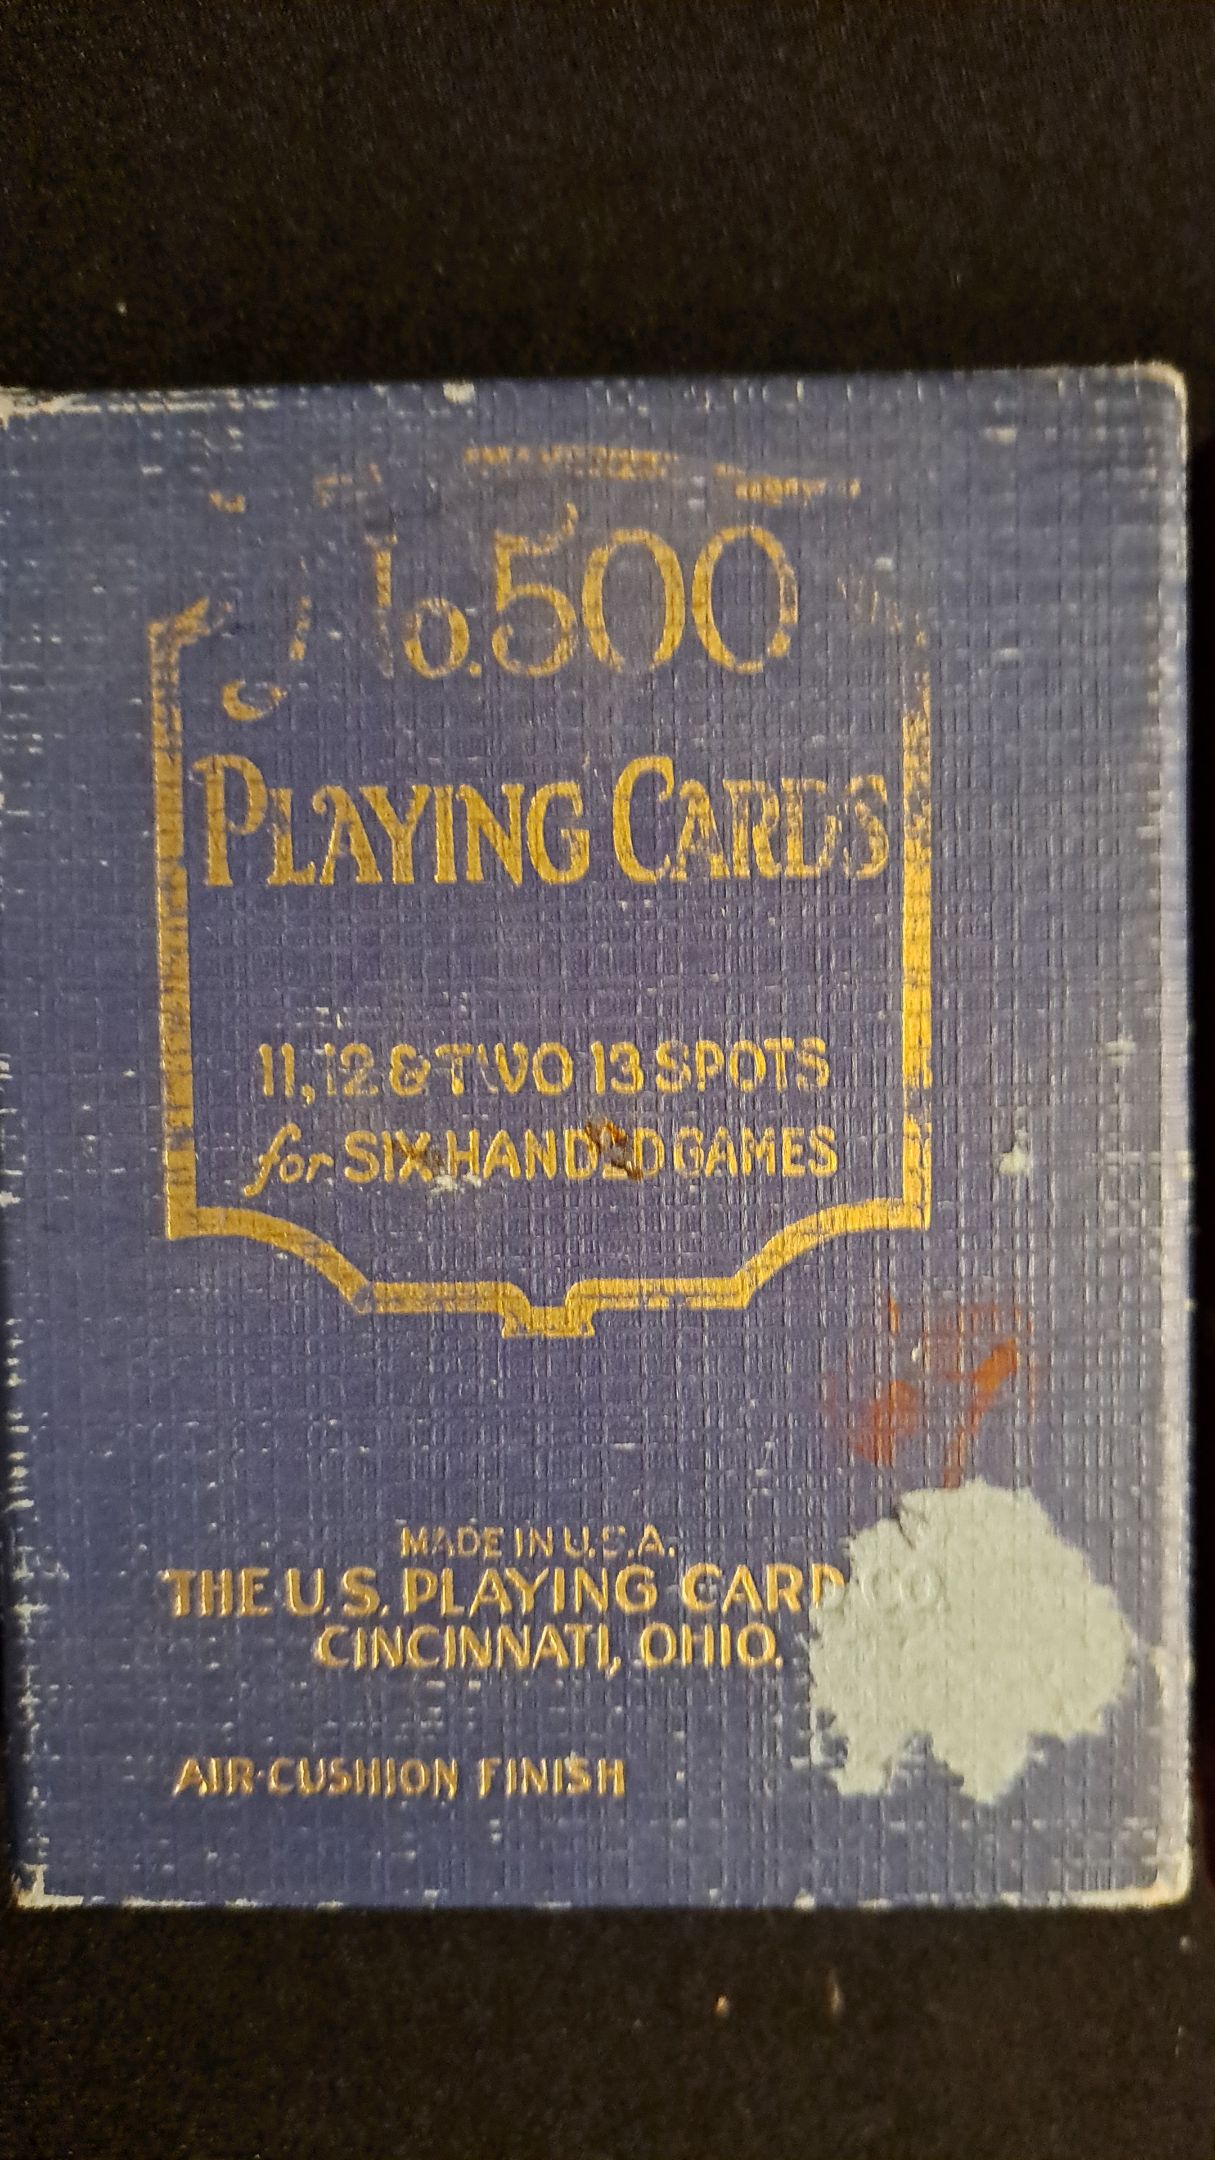 No. 500
PLAYING CARDS
11, 12 & TWO 13 SPOTS
for SIX HANDED GAMES
MADE IN U.S.A.
THE U.S. PLAYING CARD CO.
CINCINNATI, OHIO.
AIR-CUSHION FINISH